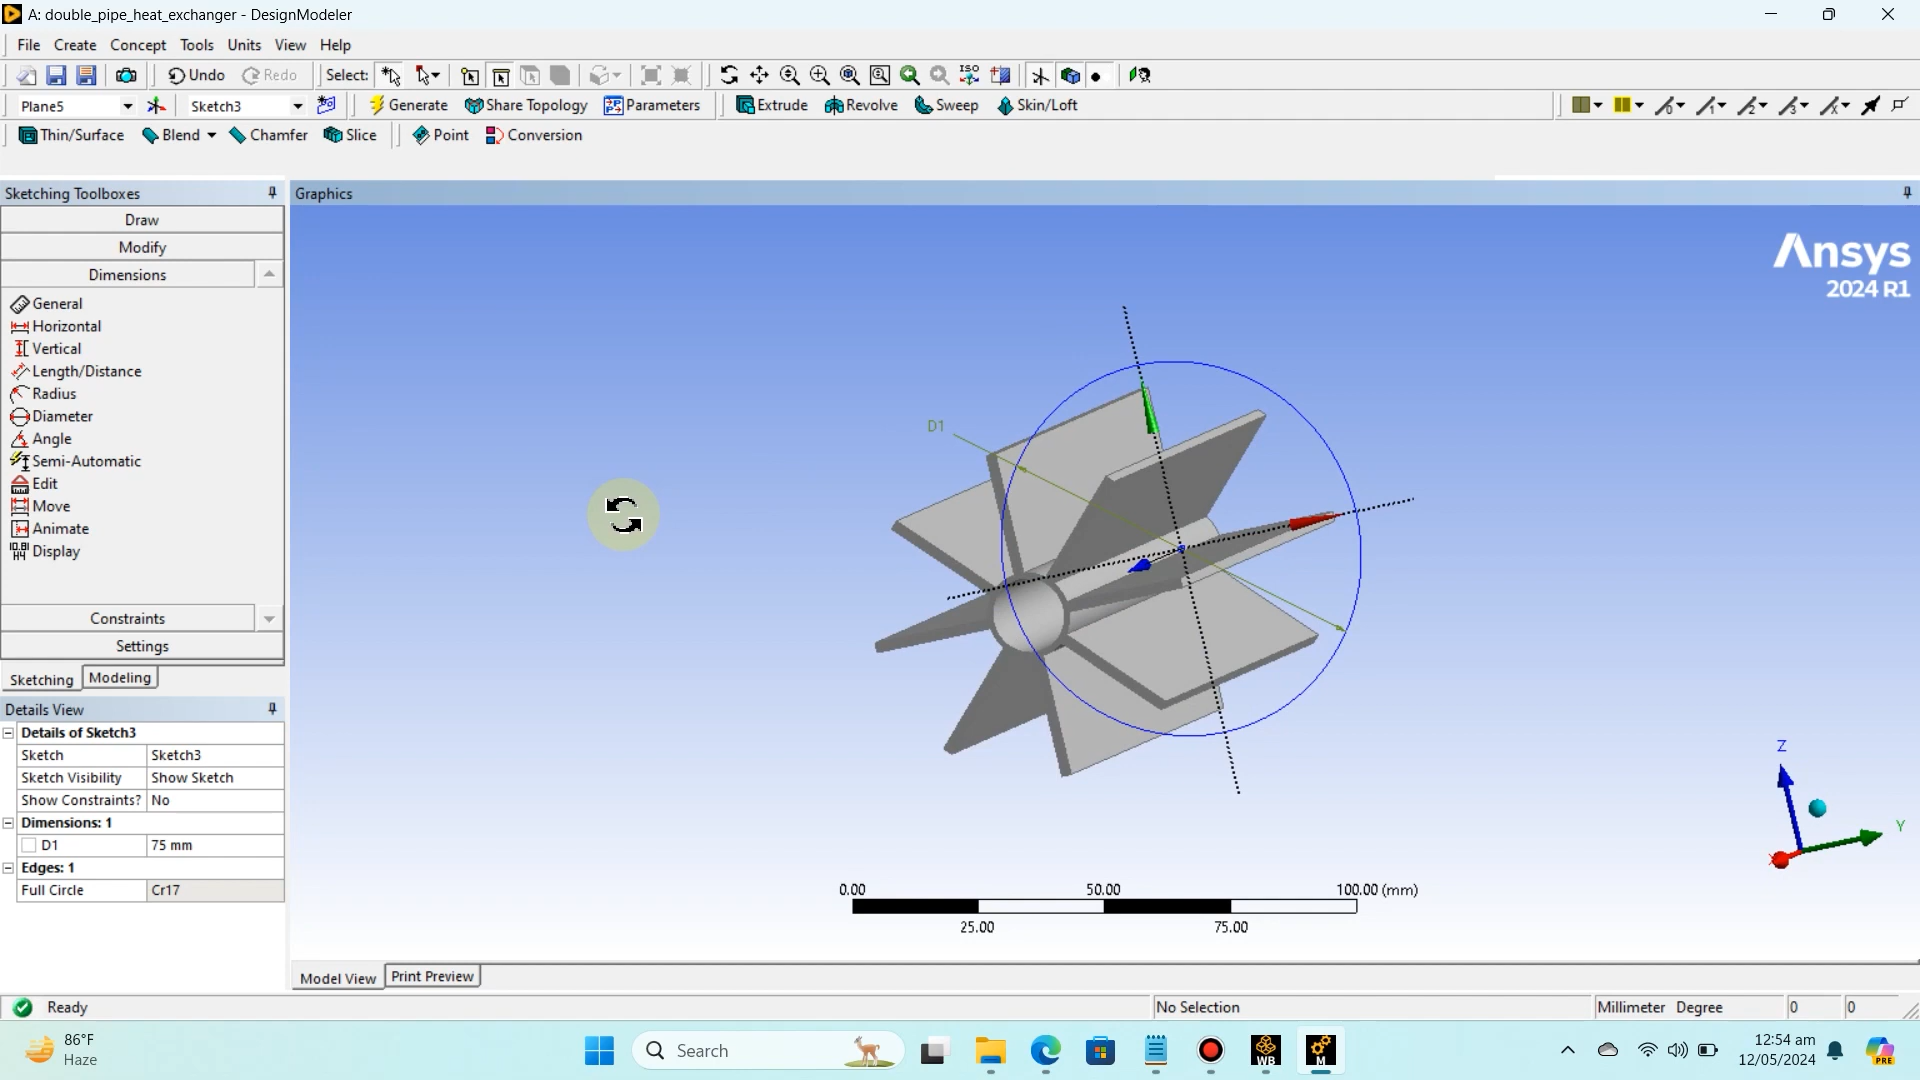 A: double_pipe_heat_exchanger - DesignModeler
File Create Concept Tools Units View Help
Undo Redo Select: ISO
Plane5 Sketch3 Generate Share Topology Parameters Extrude Revolve Sweep Skin/Loft
Thin/Surface Blend Chamfer Slice Point Conversion
Sketching Toolboxes
Graphics
Draw
Modify
Dimensions
General
Horizontal
Vertical
Length/Distance
Radius
Diameter
Angle
Semi-Automatic
Edit
Move
Animate
Display
Constraints
Settings
Sketching Modeling
Details View
Details of Sketch3
Sketch Sketch3
Sketch Visibility Show Sketch
Show Constraints? No
Dimensions: 1
D1 75 mm
Edges: 1
Full Circle Cr17
Ansys
2024 R1
D1
Z
Y
X
0.00 50.00 100.00 (mm)
25.00 75.00
Model View Print Preview
Ready No Selection Millimeter Degree 0 0
86°F
Haze
Search
WB
M
12:54 am
12/05/2024
PRE